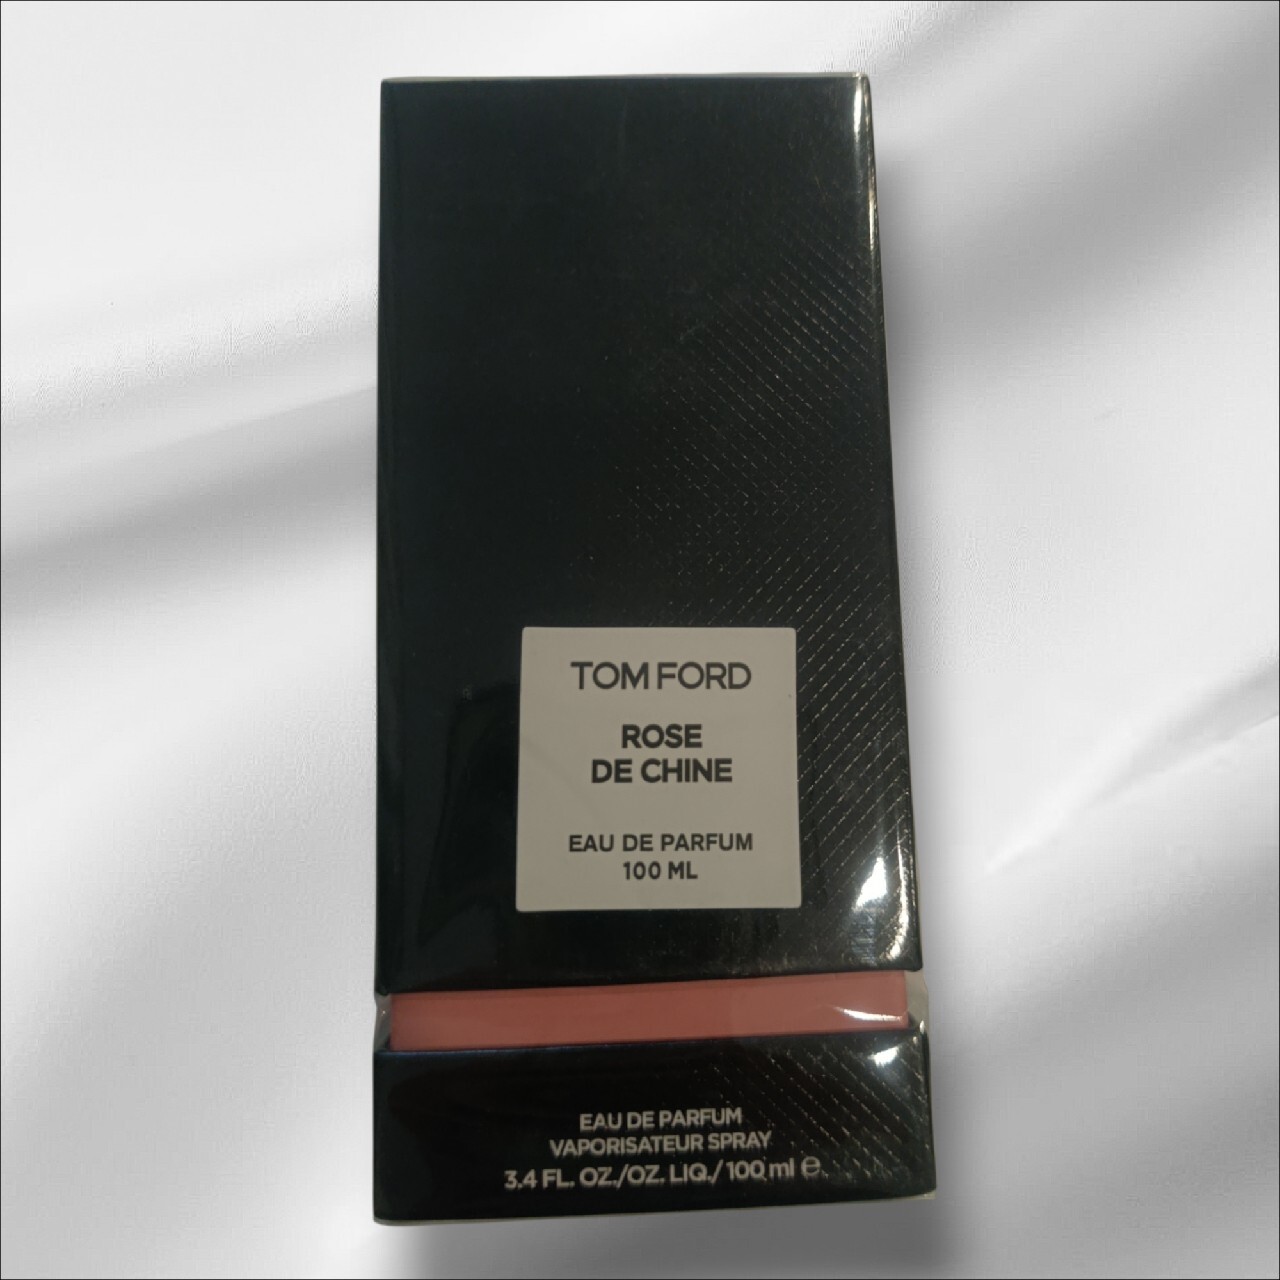 TOM FORD
ROSE
DE CHINE
EAU DE PARFUM
100 ML
EAU DE PARFUM
VAPORISATEUR SPRAY
3.4 FL. OZ./OZ. LIQ./100 ml ℮